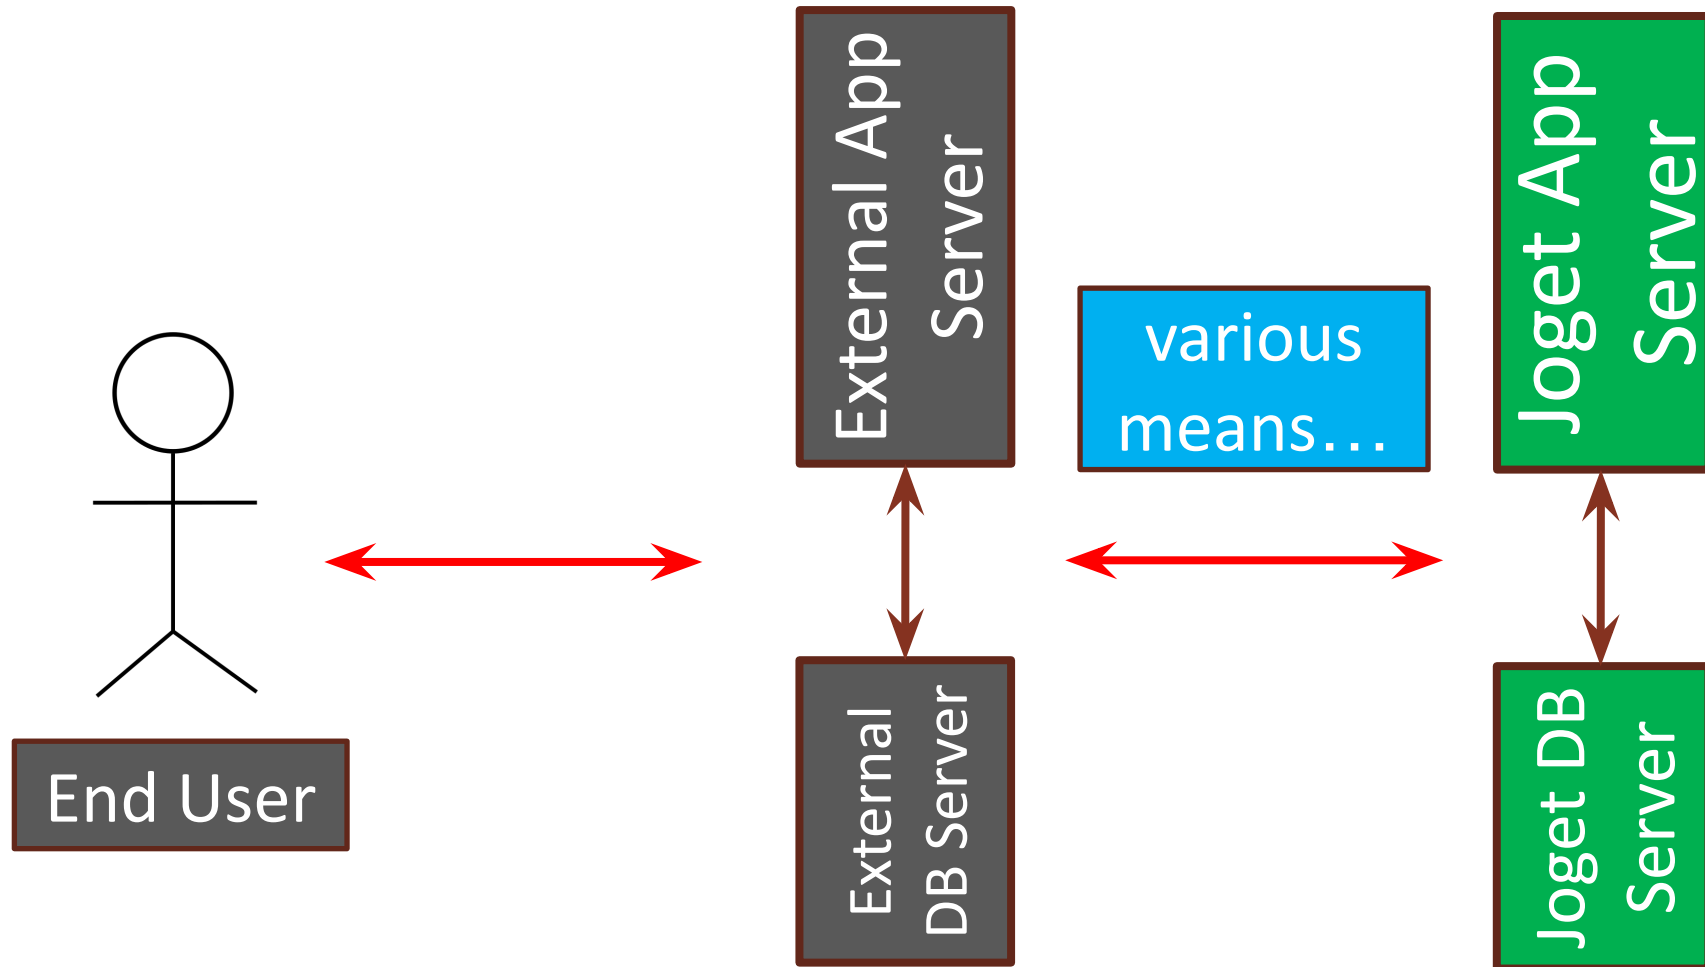 External App
Server
Joget App
Server
various
means...
End User
External
DB Server
Joget DB
Server